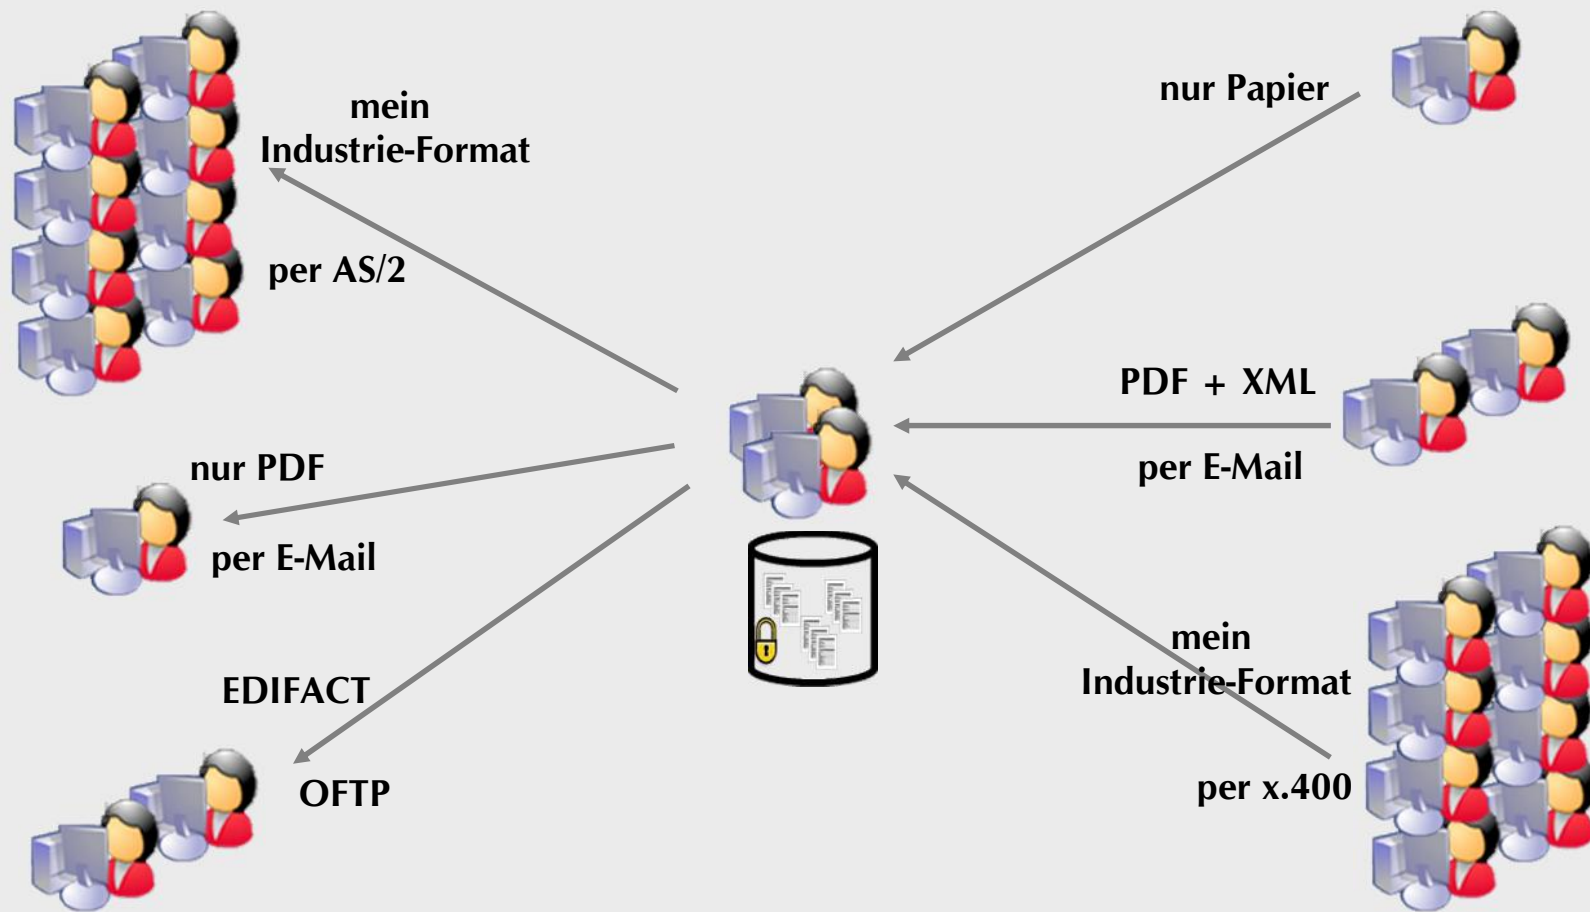 mein
Industrie-Format
per AS/2
nur PDF
per E-Mail
EDIFACT
OFTP
nur Papier
PDF + XML
per E-Mail
mein
Industrie-Format
per x.400